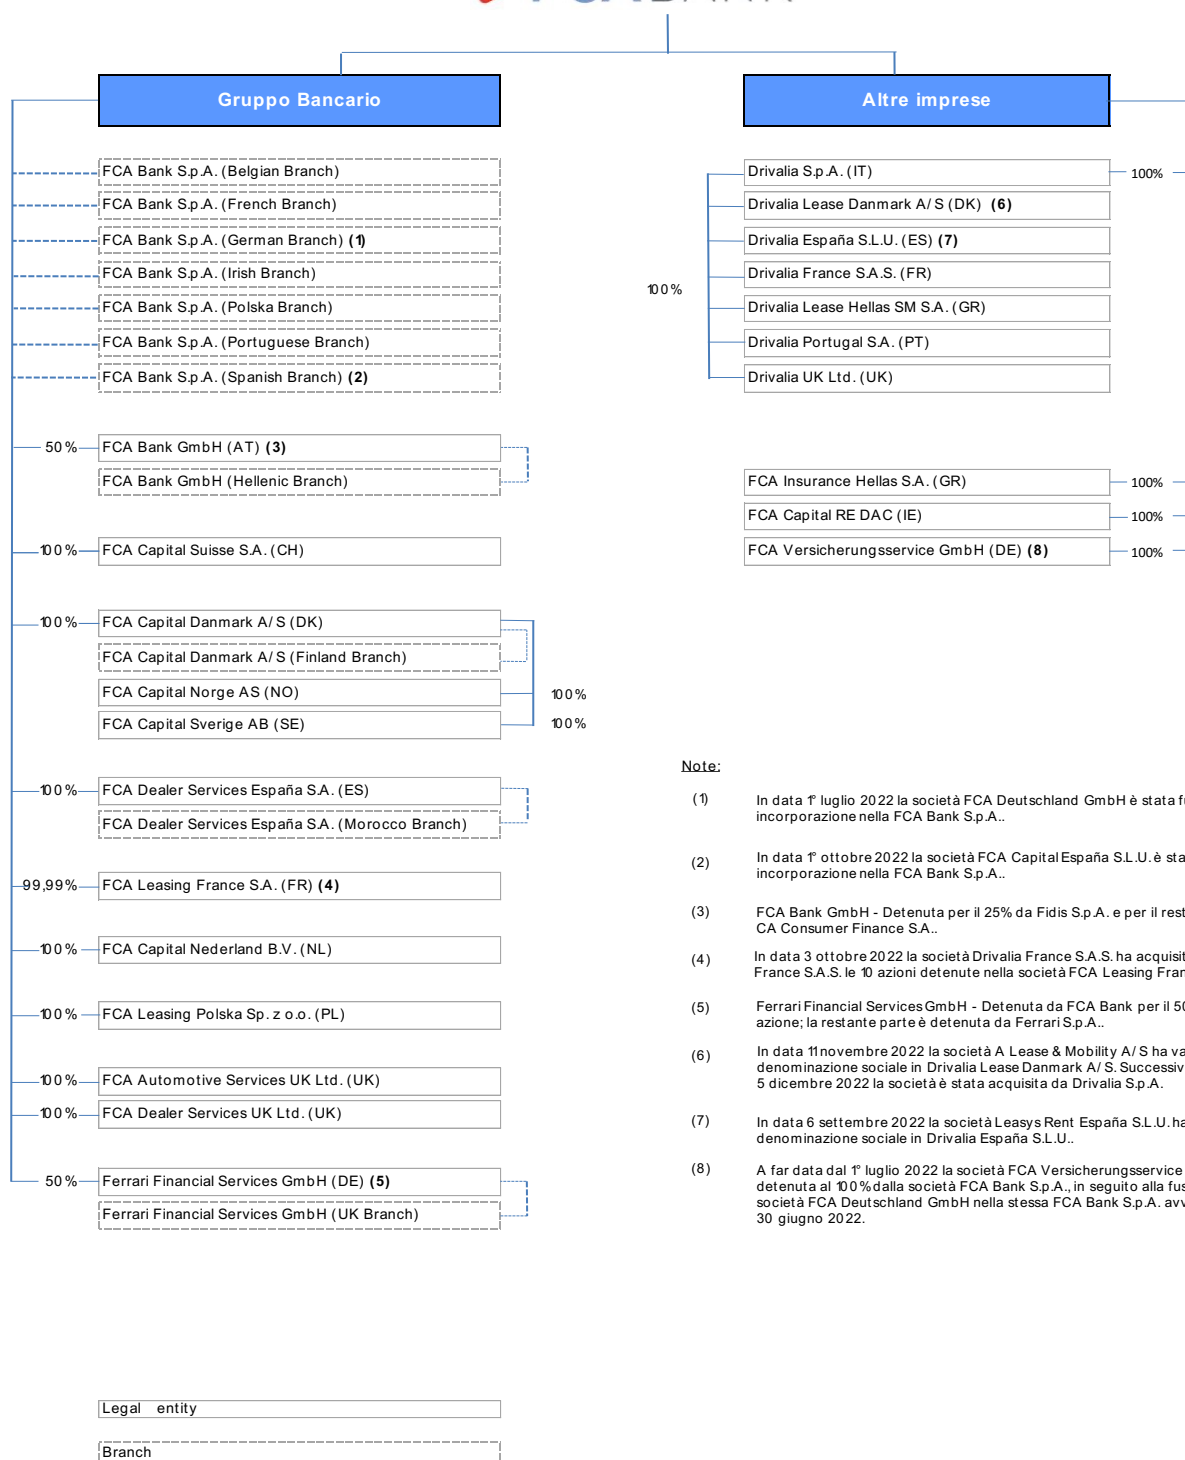 FCA BANK
Gruppo Bancario
FCA Bank S.p.A. (Belgian Branch)
FCA Bank S.p.A. (French Branch)
FCA Bank S.p.A. (German Branch) (1)
FCA Bank S.p.A. (Irish Branch)
FCA Bank S.p.A. (Polska Branch)
FCA Bank S.p.A. (Portuguese Branch)
FCA Bank S.p.A. (Spanish Branch) (2)
50% FCA Bank GmbH (AT) (3)
FCA Bank GmbH (Hellenic Branch)
100% FCA Capital Suisse S.A. (CH)
100% FCA Capital Danmark A/S (DK)
FCA Capital Danmark A/S (Finland Branch)
FCA Capital Norge AS (NO) 100%
FCA Capital Sverige AB (SE) 100%
100% FCA Dealer Services España S.A. (ES)
FCA Dealer Services España S.A. (Morocco Branch)
99,99% FCA Leasing France S.A. (FR) (4)
100% FCA Capital Nederland B.V. (NL)
100% FCA Leasing Polska Sp. z o.o. (PL)
100% FCA Automotive Services UK Ltd. (UK)
100% FCA Dealer Services UK Ltd. (UK)
50% Ferrari Financial Services GmbH (DE) (5)
Ferrari Financial Services GmbH (UK Branch)
Legal entity
Branch
Altre imprese
Drivalia S.p.A. (IT) 100%
Drivalia Lease Danmark A/S (DK) (6)
Drivalia España S.L.U. (ES) (7)
Drivalia France S.A.S. (FR)
100%
Drivalia Lease Hellas SM S.A. (GR)
Drivalia Portugal S.A. (PT)
Drivalia UK Ltd. (UK)
FCA Insurance Hellas S.A. (GR) 100%
FCA Capital RE DAC (IE) 100%
FCA Versicherungsservice GmbH (DE) (8) 100%
Note:
(1) In data 1° luglio 2022 la società FCA Deutschland GmbH è stata
incorporazione nella FCA Bank S.p.A..
(2) In data 1° ottobre 2022 la società FCA Capital España S.L.U. è
incorporazione nella FCA Bank S.p.A..
(3) FCA Bank GmbH - Detenuta per il 25% da Fidis S.p.A. e per il
CA Consumer Finance S.A..
(4) In data 3 ottobre 2022 la società Drivalia France S.A.S. ha
France S.A.S. le 10 azioni detenute nella società FCA Leasing
(5) Ferrari Financial Services GmbH - Detenuta da FCA Bank per il
azione; la restante parte è detenuta da Ferrari S.p.A..
(6) In data 11 novembre 2022 la società A Lease & Mobility A/S ha
denominazione sociale in Drivalia Lease Danmark A/S.
5 dicembre 2022 la società è stata acquisita da Drivalia S.p.A.
(7) In data 6 settembre 2022 la società Leasys Rent España S.L.U. ha
denominazione sociale in Drivalia España S.L.U..
(8) A far data dal 1° luglio 2022 la società FCA Versicherungsservice
detenuta al 100% dalla società FCA Bank S.p.A., in seguito alla
società FCA Deutschland GmbH nella stessa FCA Bank S.p.A.
30 giugno 2022.